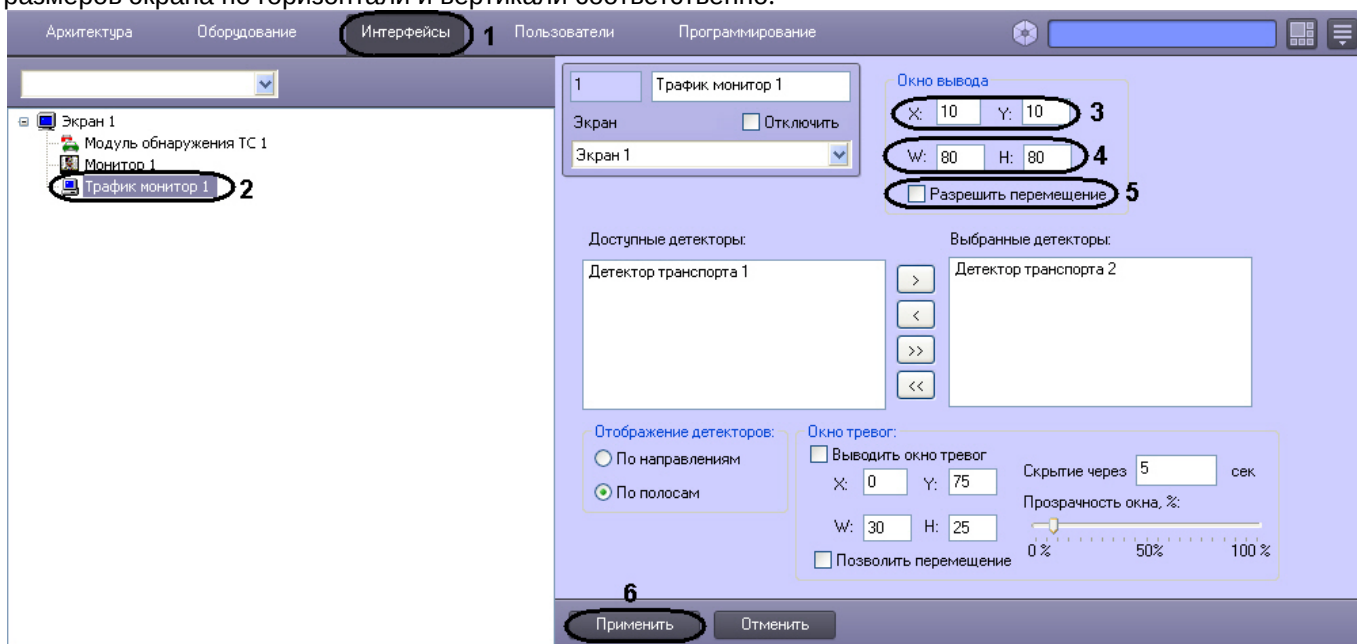 размеров экрана по горизонтали и вертикали соответственно.
Архитектура Оборудование Интерфейсы 1 Пользователи Программирование
1 Трафик монитор 1
Окно вывода
Экран 1
Экран Отключить
X: 10 Y: 10 3
Модуль обнаружения ТС 1
Монитор 1
Экран 1
W: 80 H: 80 4
Трафик монитор 1 2
Разрешить перемещение 5
Доступные детекторы: Выбранные детекторы:
Детектор транспорта 1 > Детектор транспорта 2
<
>>
<<
Отображение детекторов: Окно тревог:
По направлениям
Выводить окно тревог
Скрытие через 5 сек
X: 0 Y: 75
По полосам
Прозрачность окна, %:
W: 30 H: 25
0 % 50% 100 %
Позволить перемещение
6
Применить Отменить